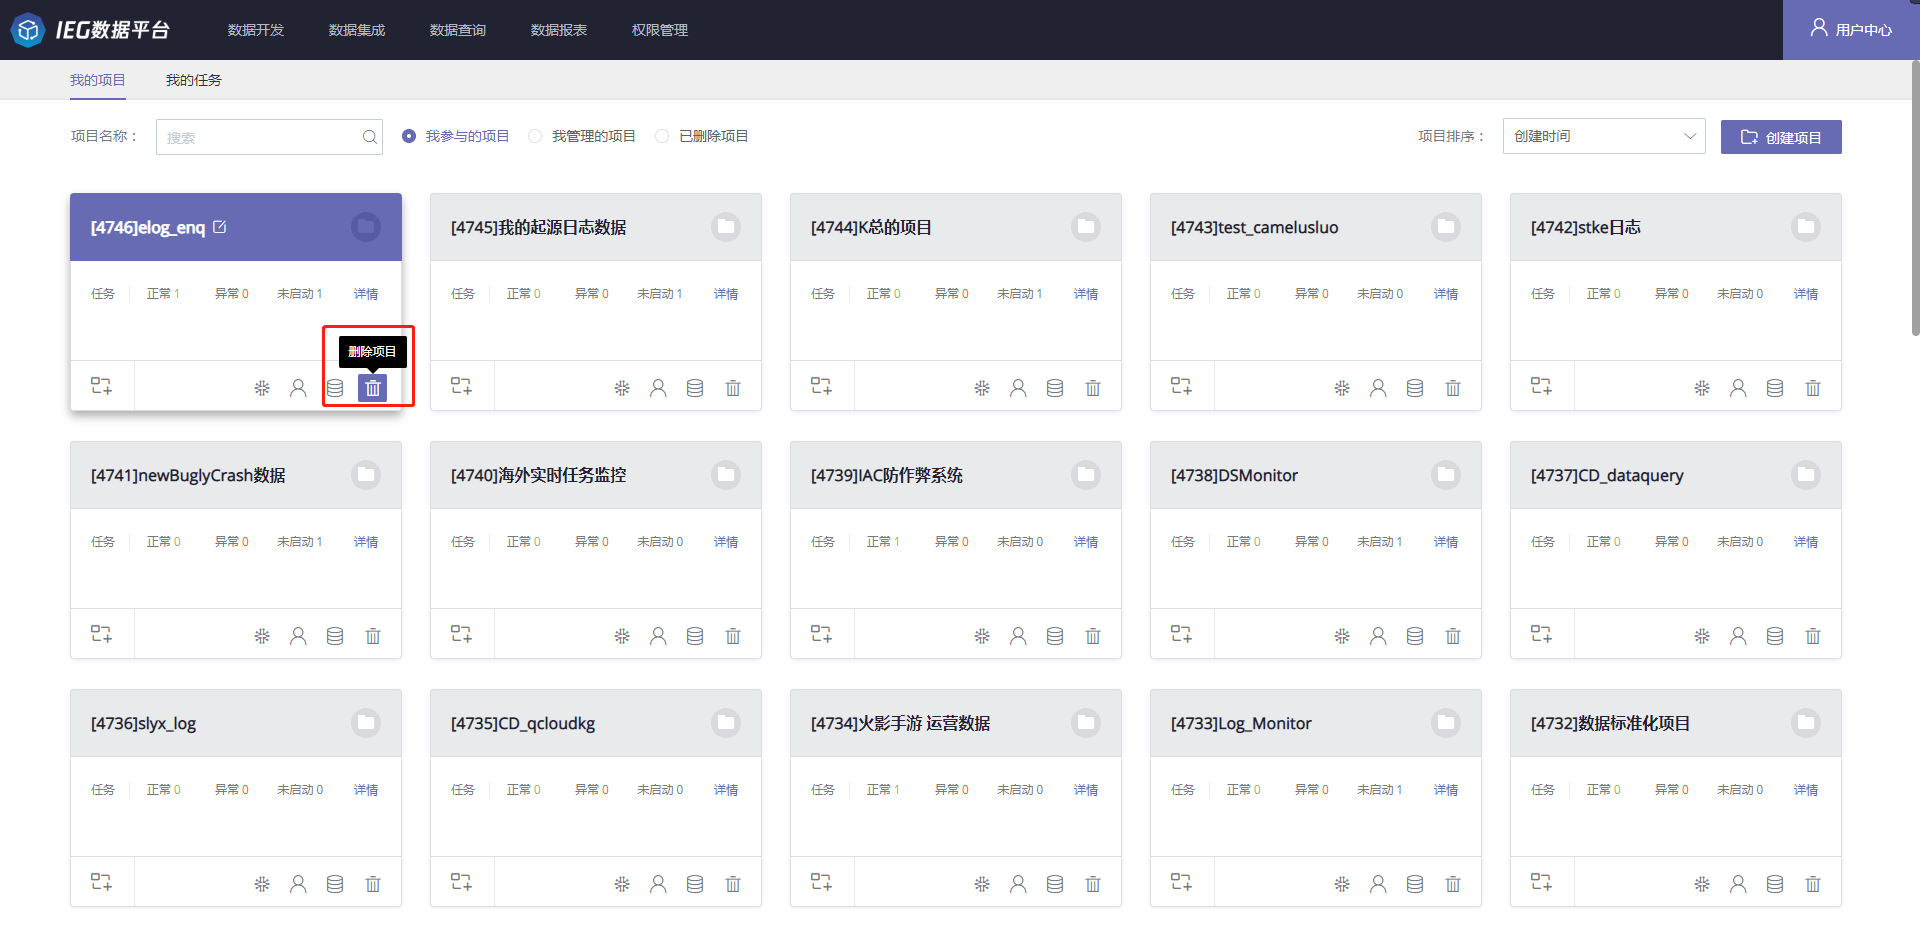 IEG数据平台 数据开发 数据集成 数据查询 数据报表 权限管理 用户中心
我的项目 我的任务
项目名称： 搜索 我参与的项目 我管理的项目 已删除项目 项目排序： 创建时间 创建项目
[4746]elog_enq
任务 正常 1 异常 0 未启动 1 详情
删除项目
[4745]我的起源日志数据
任务 正常 0 异常 0 未启动 1 详情
[4744]K总的项目
任务 正常 0 异常 0 未启动 1 详情
[4743]test_camelusluo
任务 正常 0 异常 0 未启动 0 详情
[4742]stke日志
任务 正常 0 异常 0 未启动 0 详情
[4741]newBuglyCrash数据
任务 正常 0 异常 0 未启动 1 详情
[4740]海外实时任务监控
任务 正常 0 异常 0 未启动 0 详情
[4739]IAC防作弊系统
任务 正常 1 异常 0 未启动 0 详情
[4738]DSMonitor
任务 正常 0 异常 0 未启动 1 详情
[4737]CD_dataquery
任务 正常 0 异常 0 未启动 0 详情
[4736]slyx_log
任务 正常 0 异常 0 未启动 0 详情
[4735]CD_qcloudkg
任务 正常 0 异常 0 未启动 0 详情
[4734]火影手游 运营数据
任务 正常 1 异常 0 未启动 0 详情
[4733]Log_Monitor
任务 正常 0 异常 0 未启动 1 详情
[4732]数据标准化项目
任务 正常 0 异常 0 未启动 0 详情